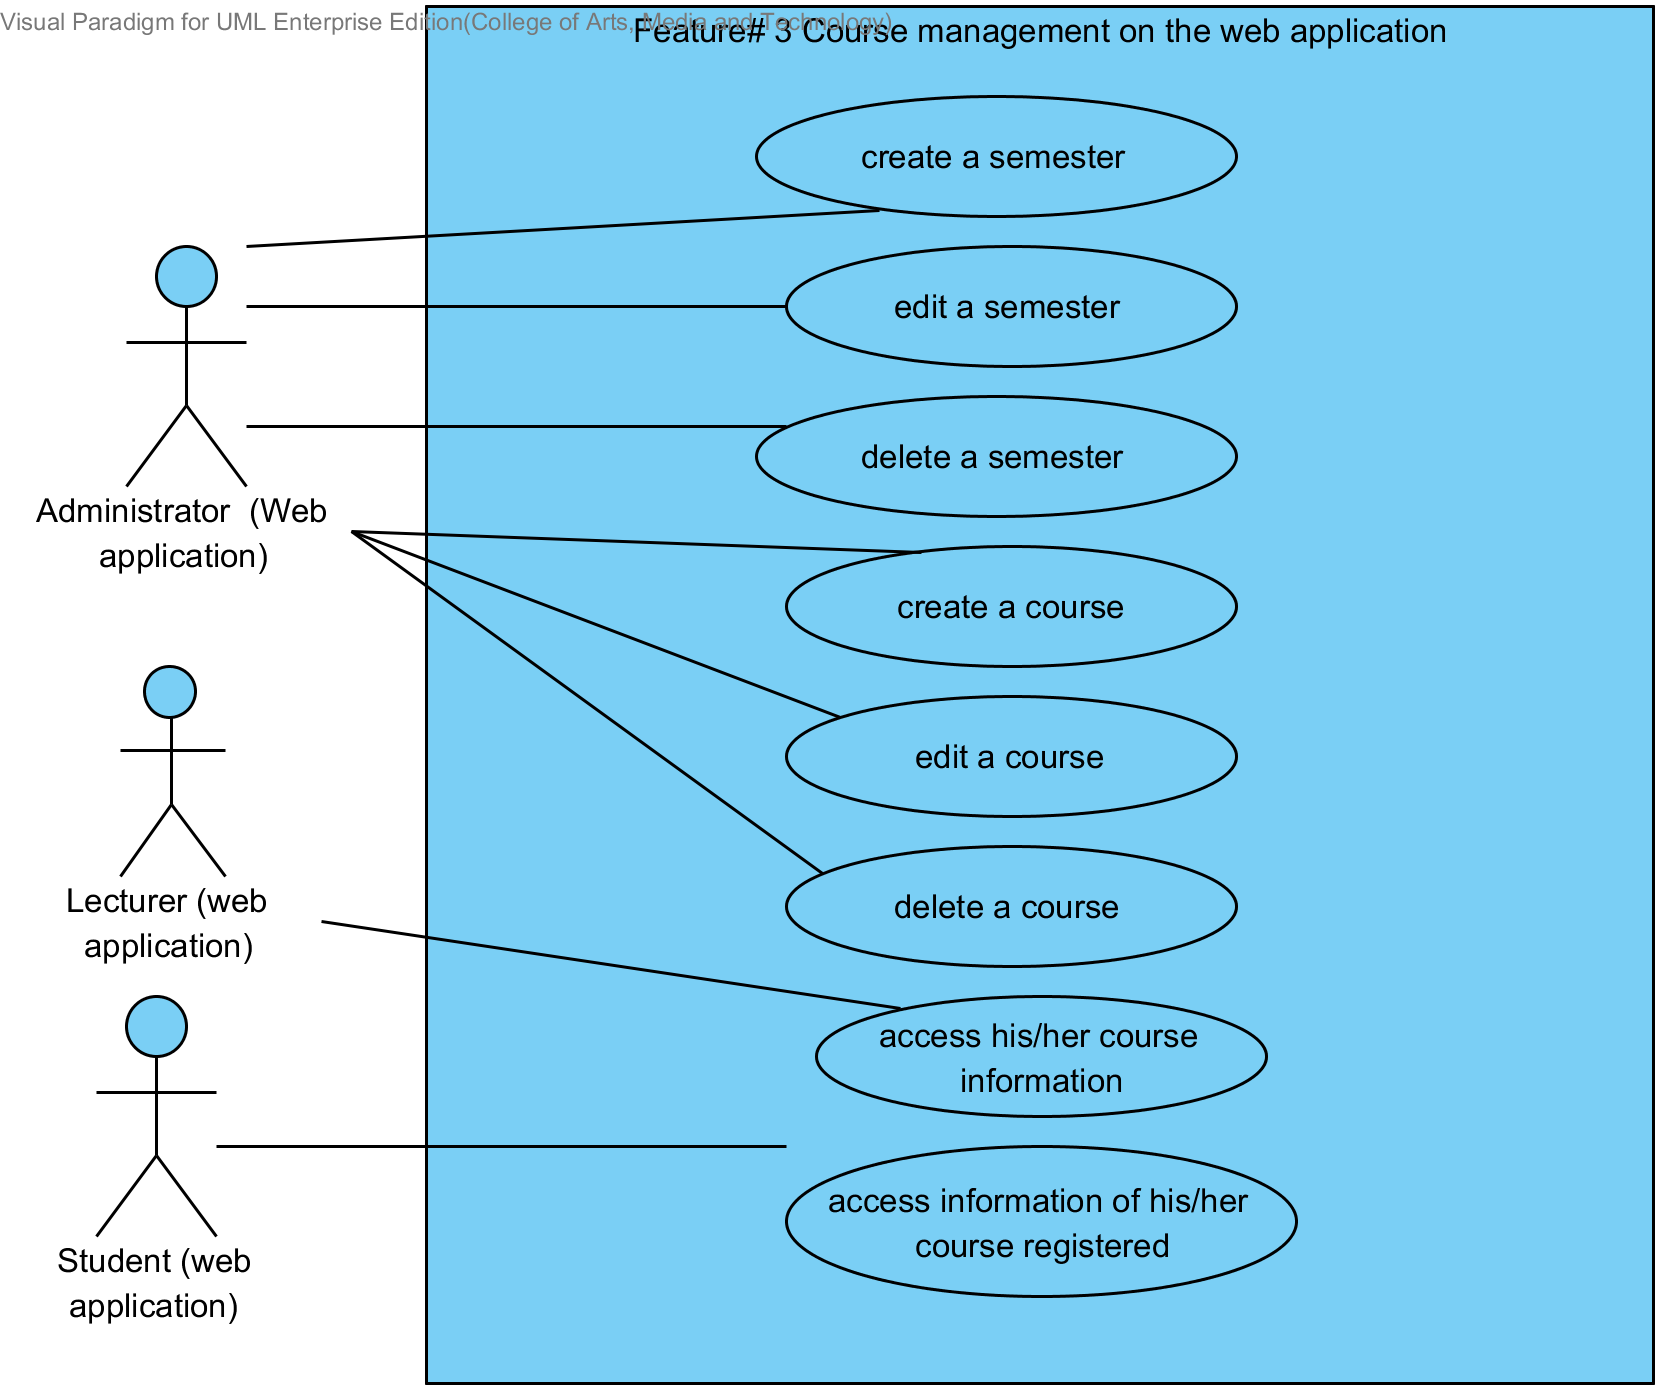 Visual Paradigm for UML Enterprise Edition(College of Arts, Media and Technology)
Feature# 3 Course management on the web application
create a semester
edit a semester
delete a semester
Administrator  (Web
application)
create a course
edit a course
Lecturer (web
application)
delete a course
access his/her course
information
access information of his/her
course registered
Student (web
application)